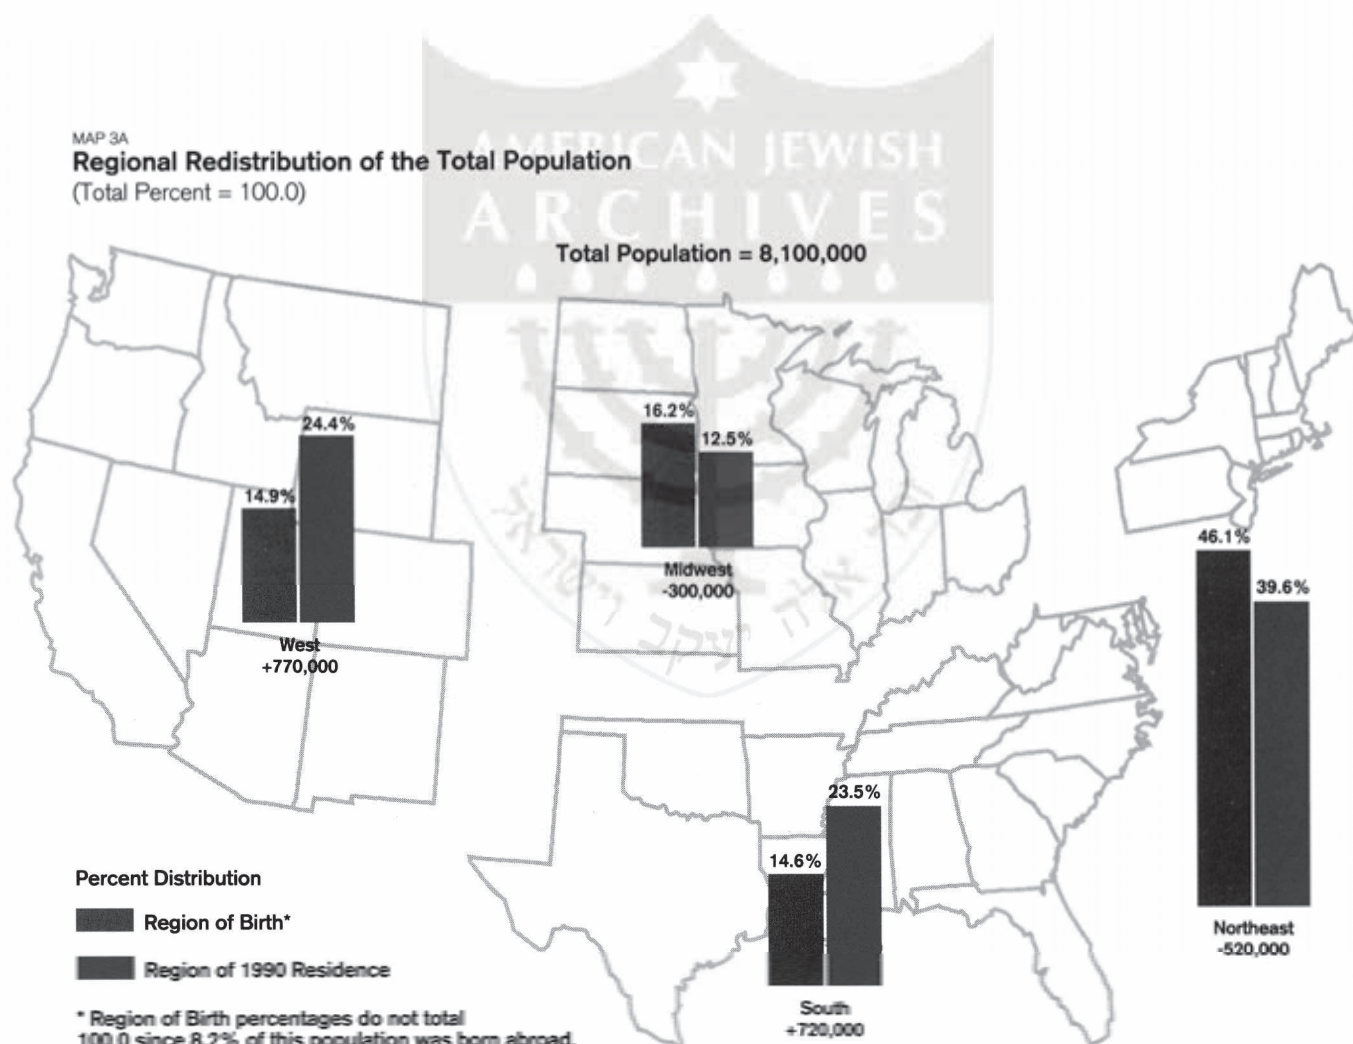 AMERICAN JEWISH
ARCHIVES
MAP 3A
Regional Redistribution of the Total Population
(Total Percent = 100.0)
Total Population = 8,100,000
14.9%
24.4%
West
+770,000
16.2%
12.5%
Midwest
-300,000
46.1%
39.6%
Northeast
-520,000
14.6%
23.5%
South
+720,000
Percent Distribution
Region of Birth*
Region of 1990 Residence
* Region of Birth percentages do not total
100.0 since 8.2% of this population was born abroad.
אלה יעקב וישראל